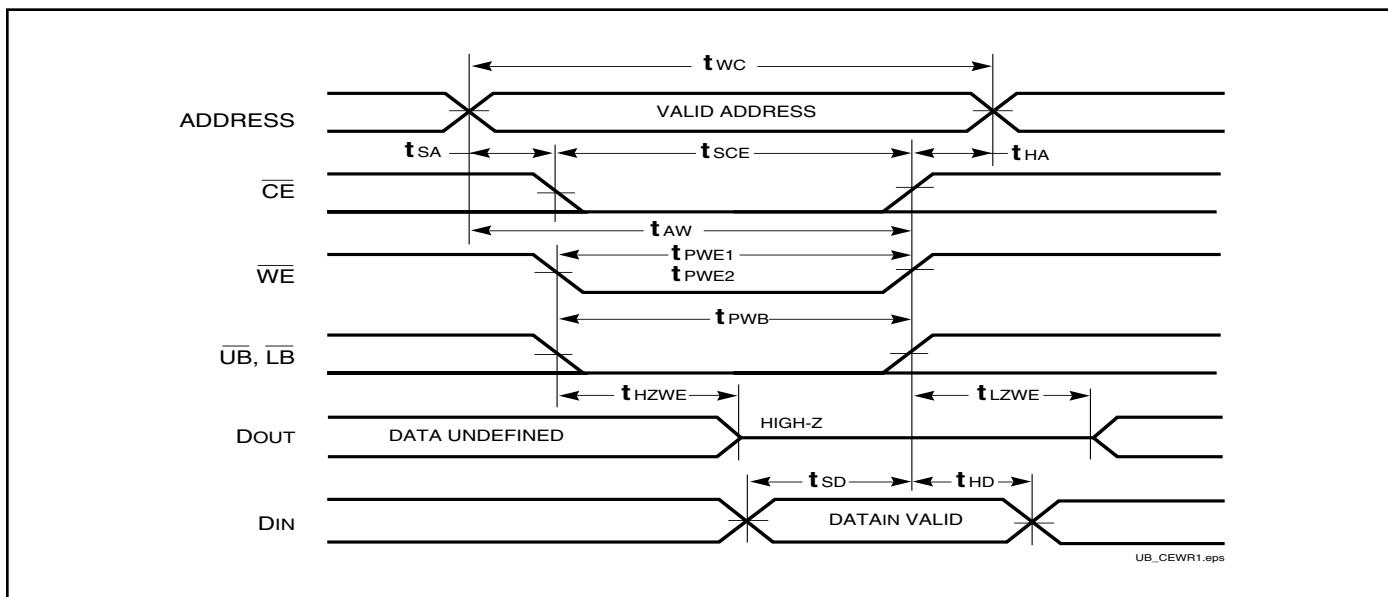 tWC
ADDRESS
VALID ADDRESS
tSA
tSCE
tHA
CE
tAW
tPWE1
WE
tPWE2
tPWB
UB, LB
tHZWE
tLZWE
DOUT
DATA UNDEFINED
HIGH-Z
tSD
tHD
DIN
DATAIN VALID
UB_CEWR1.eps